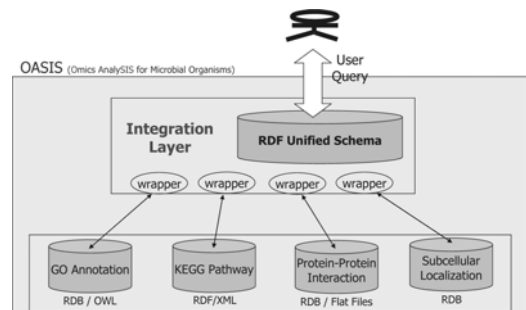 User
Query
OASIS (Omics AnalySIS for Microbial Organisms)
Integration
Layer
RDF Unified Schema
wrapper wrapper wrapper wrapper
GO Annotation
KEGG Pathway
Protein-Protein
Interaction
Subcellular
Localization
RDB / OWL
RDF/XML
RDB / Flat Files
RDB